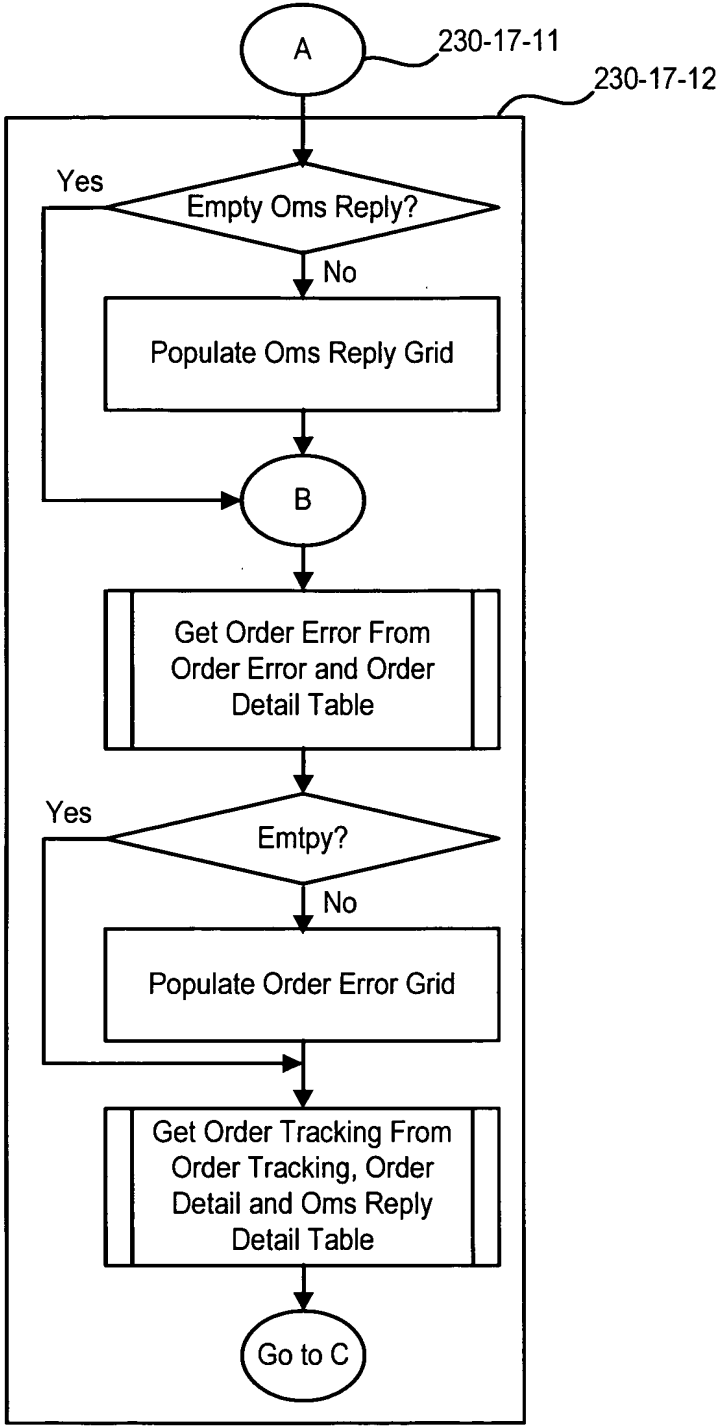 A
230-17-11
230-17-12
Yes
Empty Oms Reply?
No
Populate Oms Reply Grid
B
Get Order Error From
Order Error and Order
Detail Table
Yes
Emtpy?
No
Populate Order Error Grid
Get Order Tracking From
Order Tracking, Order
Detail and Oms Reply
Detail Table
Go to C